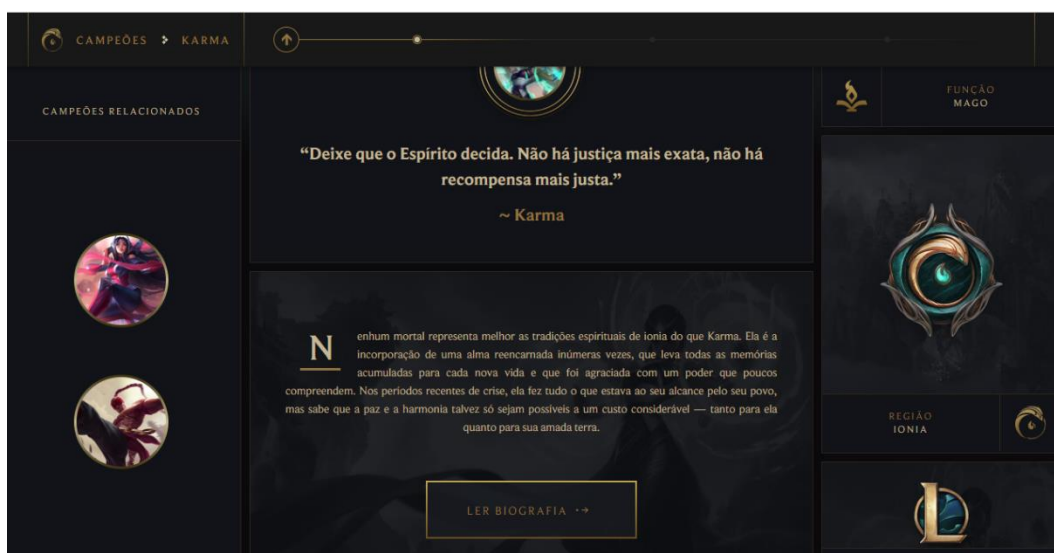 CAMPEÕES KARMA
CAMPEÕES RELACIONADOS
“Deixe que o Espírito decida. Não há justiça mais exata, não há
recompensa mais justa.”
~ Karma
Nenhum mortal representa melhor as tradições espirituais de ionia do que Karma. Ela é a
incorporação de uma alma reencarnada inúmeras vezes, que leva todas as memórias
acumuladas para cada nova vida e que foi agraciada com um poder que poucos
compreendem. Nos períodos recentes de crise, ela fez tudo o que estava ao seu alcance pelo seu povo,
mas sabe que a paz e a harmonia talvez só sejam possíveis a um custo considerável — tanto para ela
quanto para sua amada terra.
LER BIOGRAFIA
FUNÇÃO
MAGO
REGIÃO
IONIA
L